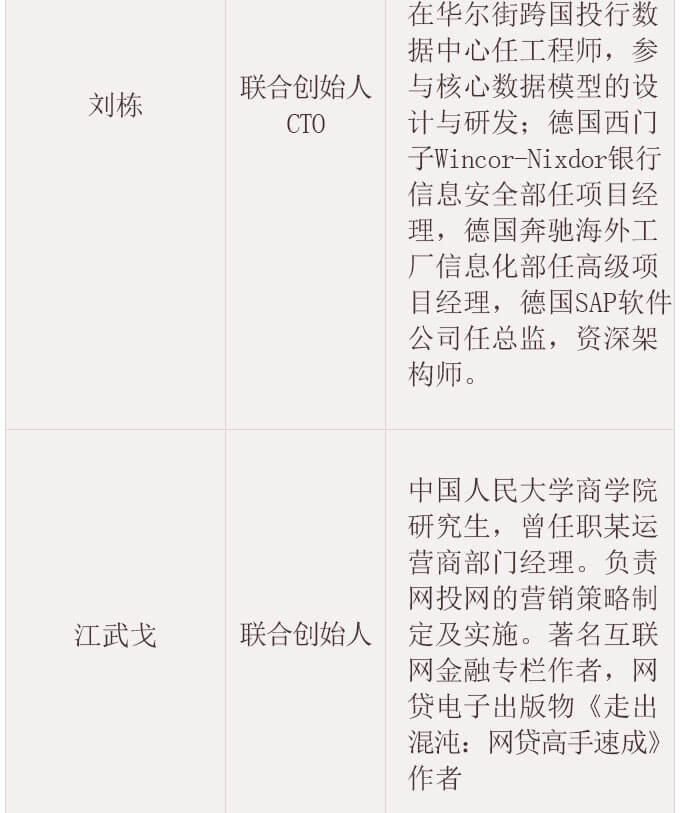 刘栋
联合创始人
CTO
在华尔街跨国投行数
据中心任工程师，参
与核心数据模型的设
计与研发；德国西门
子Wincor-Nixdor银行
信息安全部任项目经
理，德国奔驰海外工
厂信息化部任高级项
目经理，德国SAP软件
公司任总监，资深架
构师。
江武戈
联合创始人
中国人民大学商学院
研究生，曾任职某运
营商部门经理。负责
网投网的营销策略制
定及实施。著名互联
网金融专栏作者，网
贷电子出版物《走出
混沌：网贷高手速成》
作者